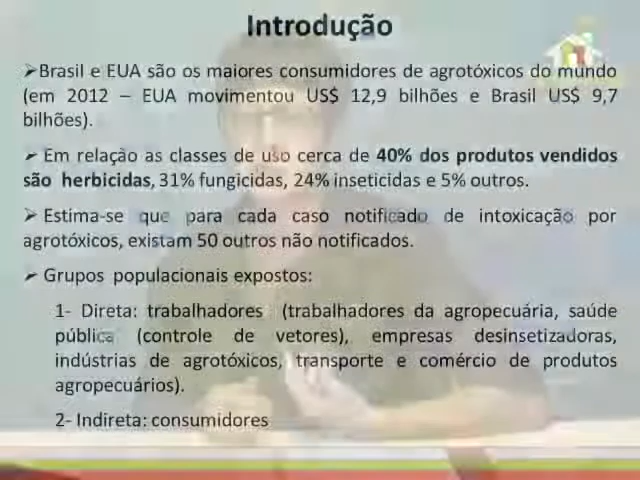 Introdução
➢Brasil e EUA são os maiores consumidores de agrotóxicos do mundo
(em 2012 – EUA movimentou US$ 12,9 bilhões e Brasil US$ 9,7
bilhões).
➢ Em relação as classes de uso cerca de 40% dos produtos vendidos
são herbicidas, 31% fungicidas, 24% inseticidas e 5% outros.
➢ Estima-se que para cada caso notificado de intoxicação por
agrotóxicos, existam 50 outros não notificados.
➢ Grupos populacionais expostos:
1- Direta: trabalhadores (trabalhadores da agropecuária, saúde
pública (controle de vetores), empresas desinsetizadoras,
indústrias de agrotóxicos, transporte e comércio de produtos
agropecuários).
2- Indireta: consumidores